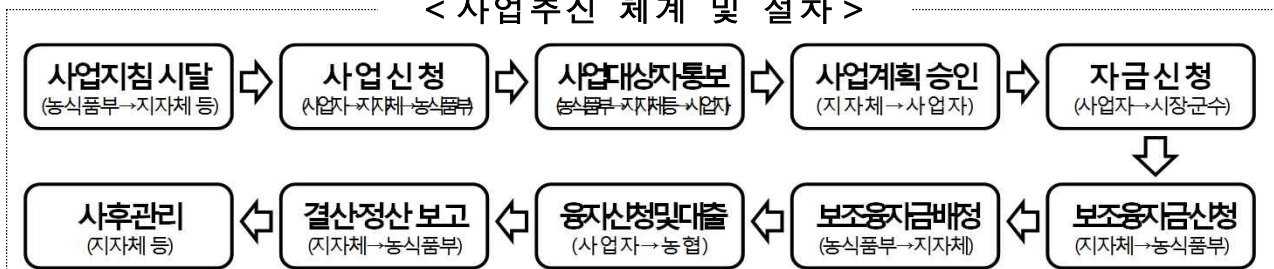 < 사업추진 체계 및 절차 >
사업지침 시달
(농식품부→지자체 등)
사 업 신 청
(사업자→지자체→농식품부)
사업대상자통보
(농식품부→지자체등→사업자)
사업계획 승인
(지자체→사업자)
자 금 신 청
(사업자→시장군수)
보조융자금신청
(지자체→농식품부)
보조융자금배정
(농식품부→지자체)
융자신청및대출
(사업자→농협)
결산·정산 보고
(지자체→농식품부)
사후관리
(지자체 등)